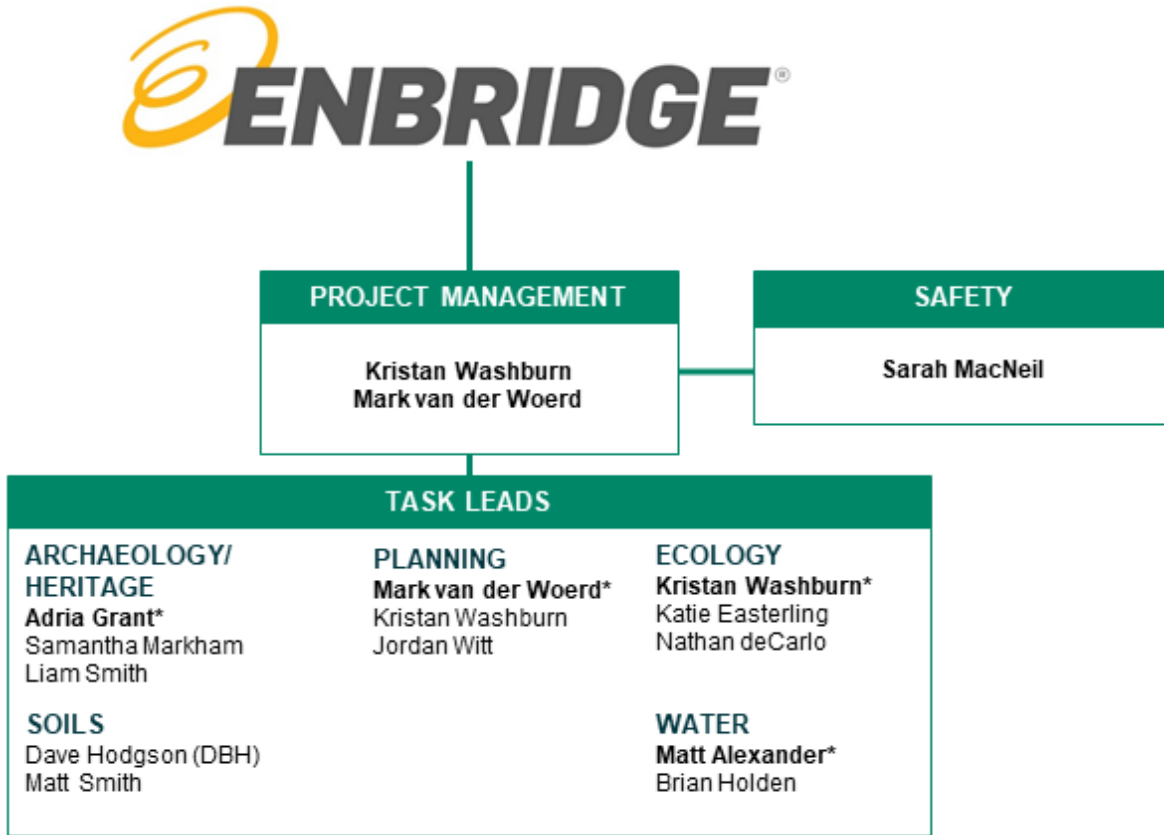 ENBRIDGE®
PROJECT MANAGEMENT
Kristan Washburn
Mark van der Woerd
SAFETY
Sarah MacNeil
TASK LEADS
ARCHAEOLOGY/
HERITAGE
Adria Grant*
Samantha Markham
Liam Smith
PLANNING
Mark van der Woerd*
Kristan Washburn
Jordan Witt
ECOLOGY
Kristan Washburn*
Katie Easterling
Nathan deCarlo
SOILS
Dave Hodgson (DBH)
Matt Smith
WATER
Matt Alexander*
Brian Holden